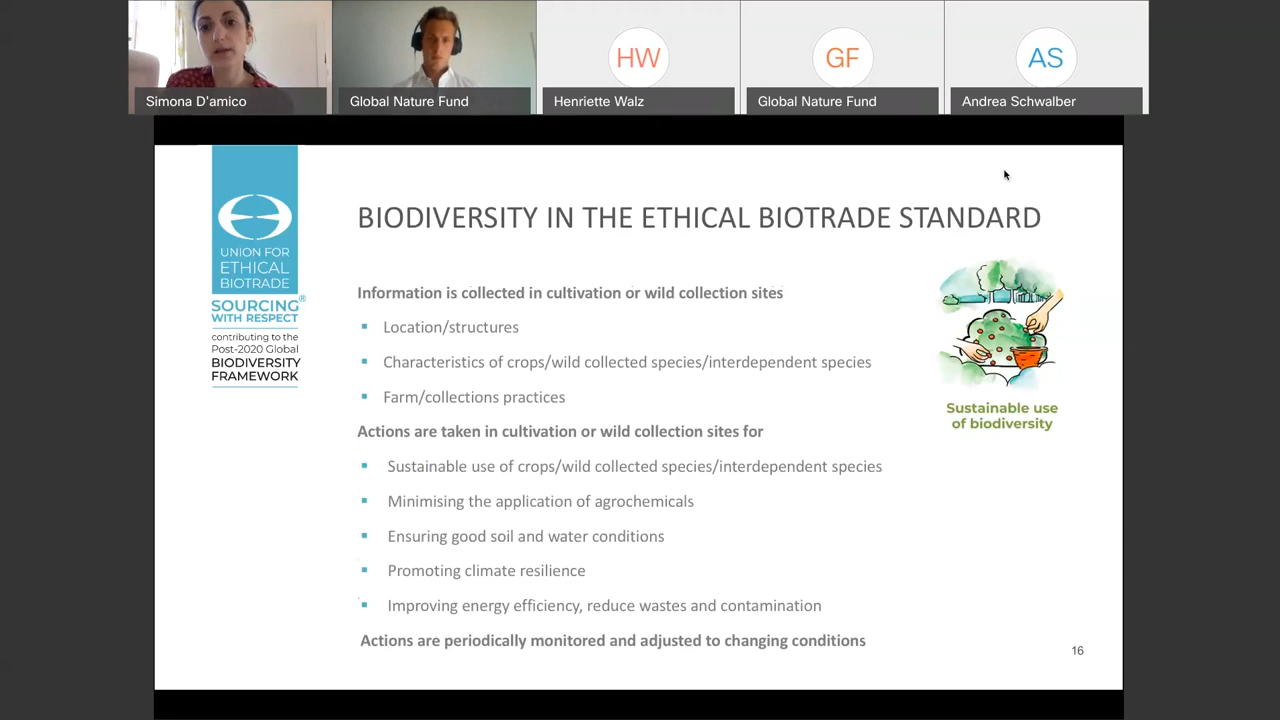 Simona D'amico
Global Nature Fund
HW
Henriette Walz
GF
Global Nature Fund
AS
Andrea Schwalber
UNION FOR
ETHICAL
BIOTRADE
SOURCING®
WITH RESPECT
contributing to the
Post-2020 Global
BIODIVERSITY
FRAMEWORK
BIODIVERSITY IN THE ETHICAL BIOTRADE STANDARD
Information is collected in cultivation or wild collection sites
▪ Location/structures
▪ Characteristics of crops/wild collected species/interdependent species
▪ Farm/collections practices
Actions are taken in cultivation or wild collection sites for
▪ Sustainable use of crops/wild collected species/interdependent species
▪ Minimising the application of agrochemicals
▪ Ensuring good soil and water conditions
▪ Promoting climate resilience
▪ Improving energy efficiency, reduce wastes and contamination
Actions are periodically monitored and adjusted to changing conditions
Sustainable use
of biodiversity
16